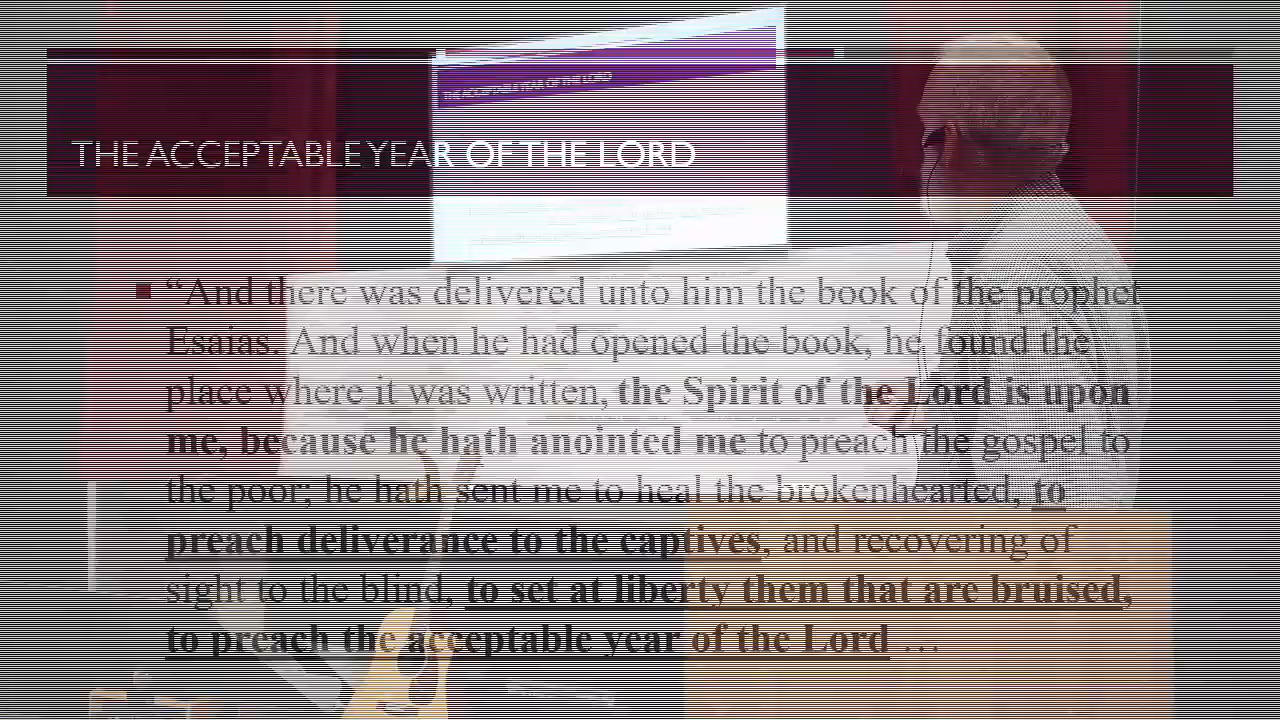 THE ACCEPTABLE YEAR OF THE LORD
THE ACCEPTABLE YEAR OF THE LORD
“And there was delivered unto him the book of the prophet
Esaias. And when he had opened the book, he found the
place where it was written, the Spirit of the Lord is upon
me, because he hath anointed me to preach the gospel to
the poor; he hath sent me to heal the brokenhearted, to
preach deliverance to the captives, and recovering of
sight to the blind, to set at liberty them that are bruised,
to preach the acceptable year of the Lord …